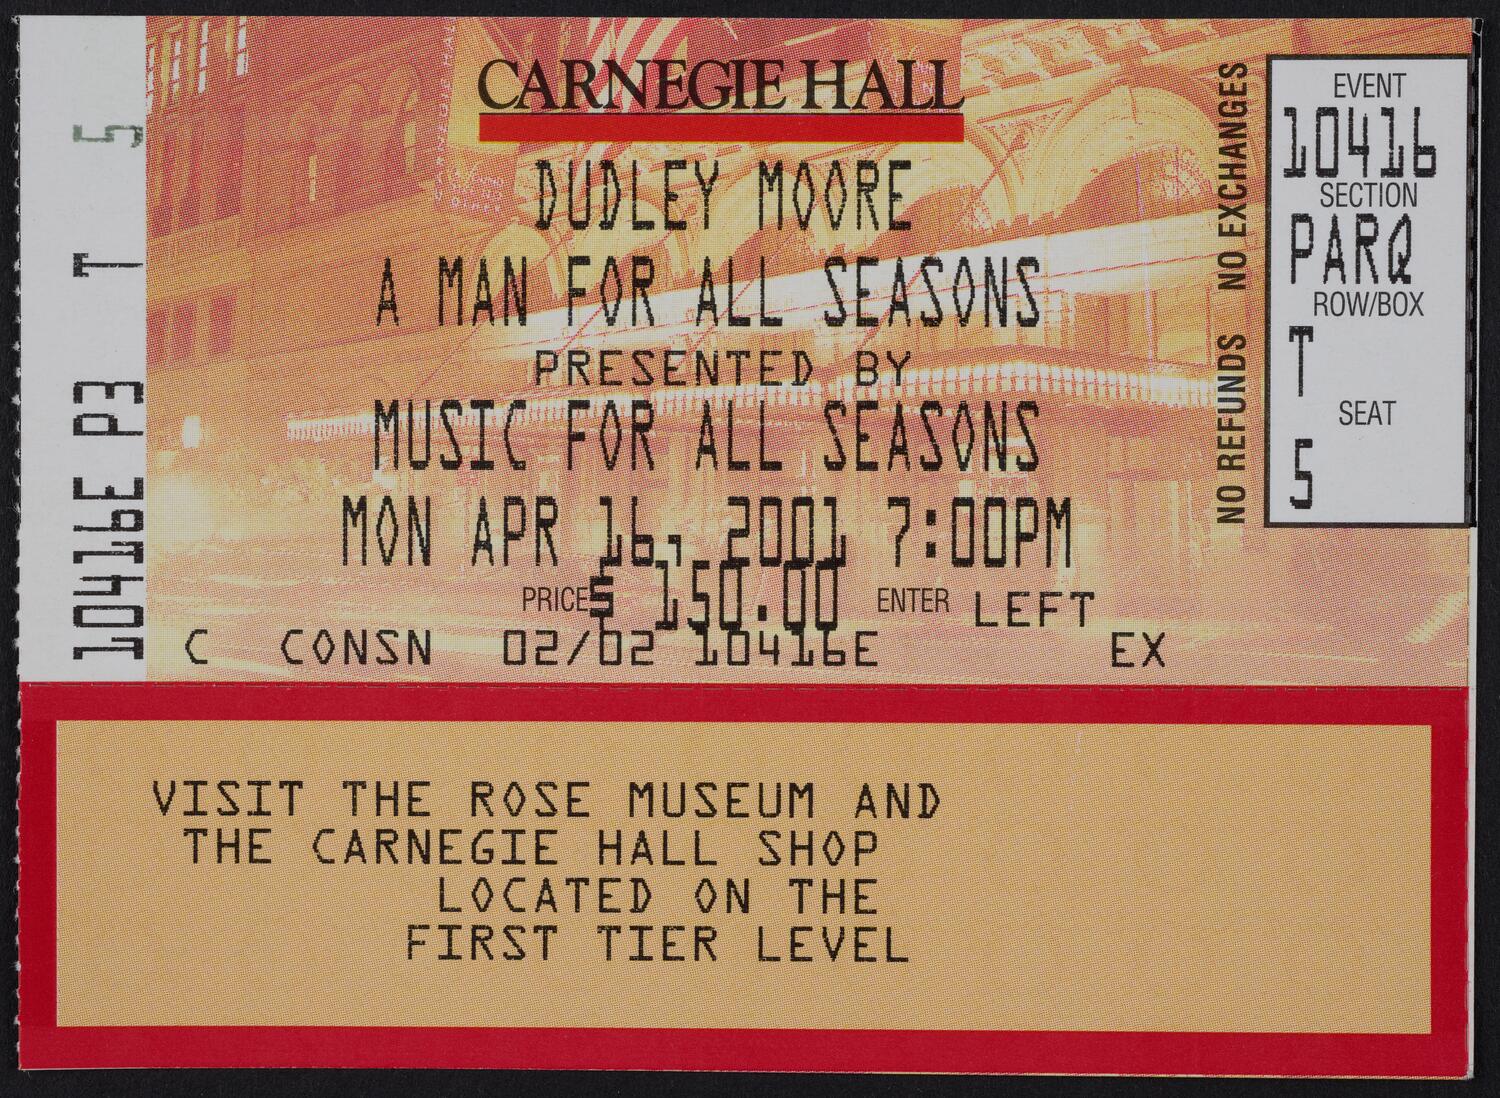 CARNEGIE HALL
DUDLEY MOORE
A MAN FOR ALL SEASONS
PRESENTED BY
MUSIC FOR ALL SEASONS
MON APR 16, 2001 7:00PM
PRICE $ 150.00 ENTER LEFT
C CONSN 02/02 10416E EX
10416E P3 T 5
NO REFUNDS NO EXCHANGES
EVENT
10416
SECTION
PARQ
ROW/BOX
T
SEAT
5
VISIT THE ROSE MUSEUM AND
THE CARNEGIE HALL SHOP
LOCATED ON THE
FIRST TIER LEVEL